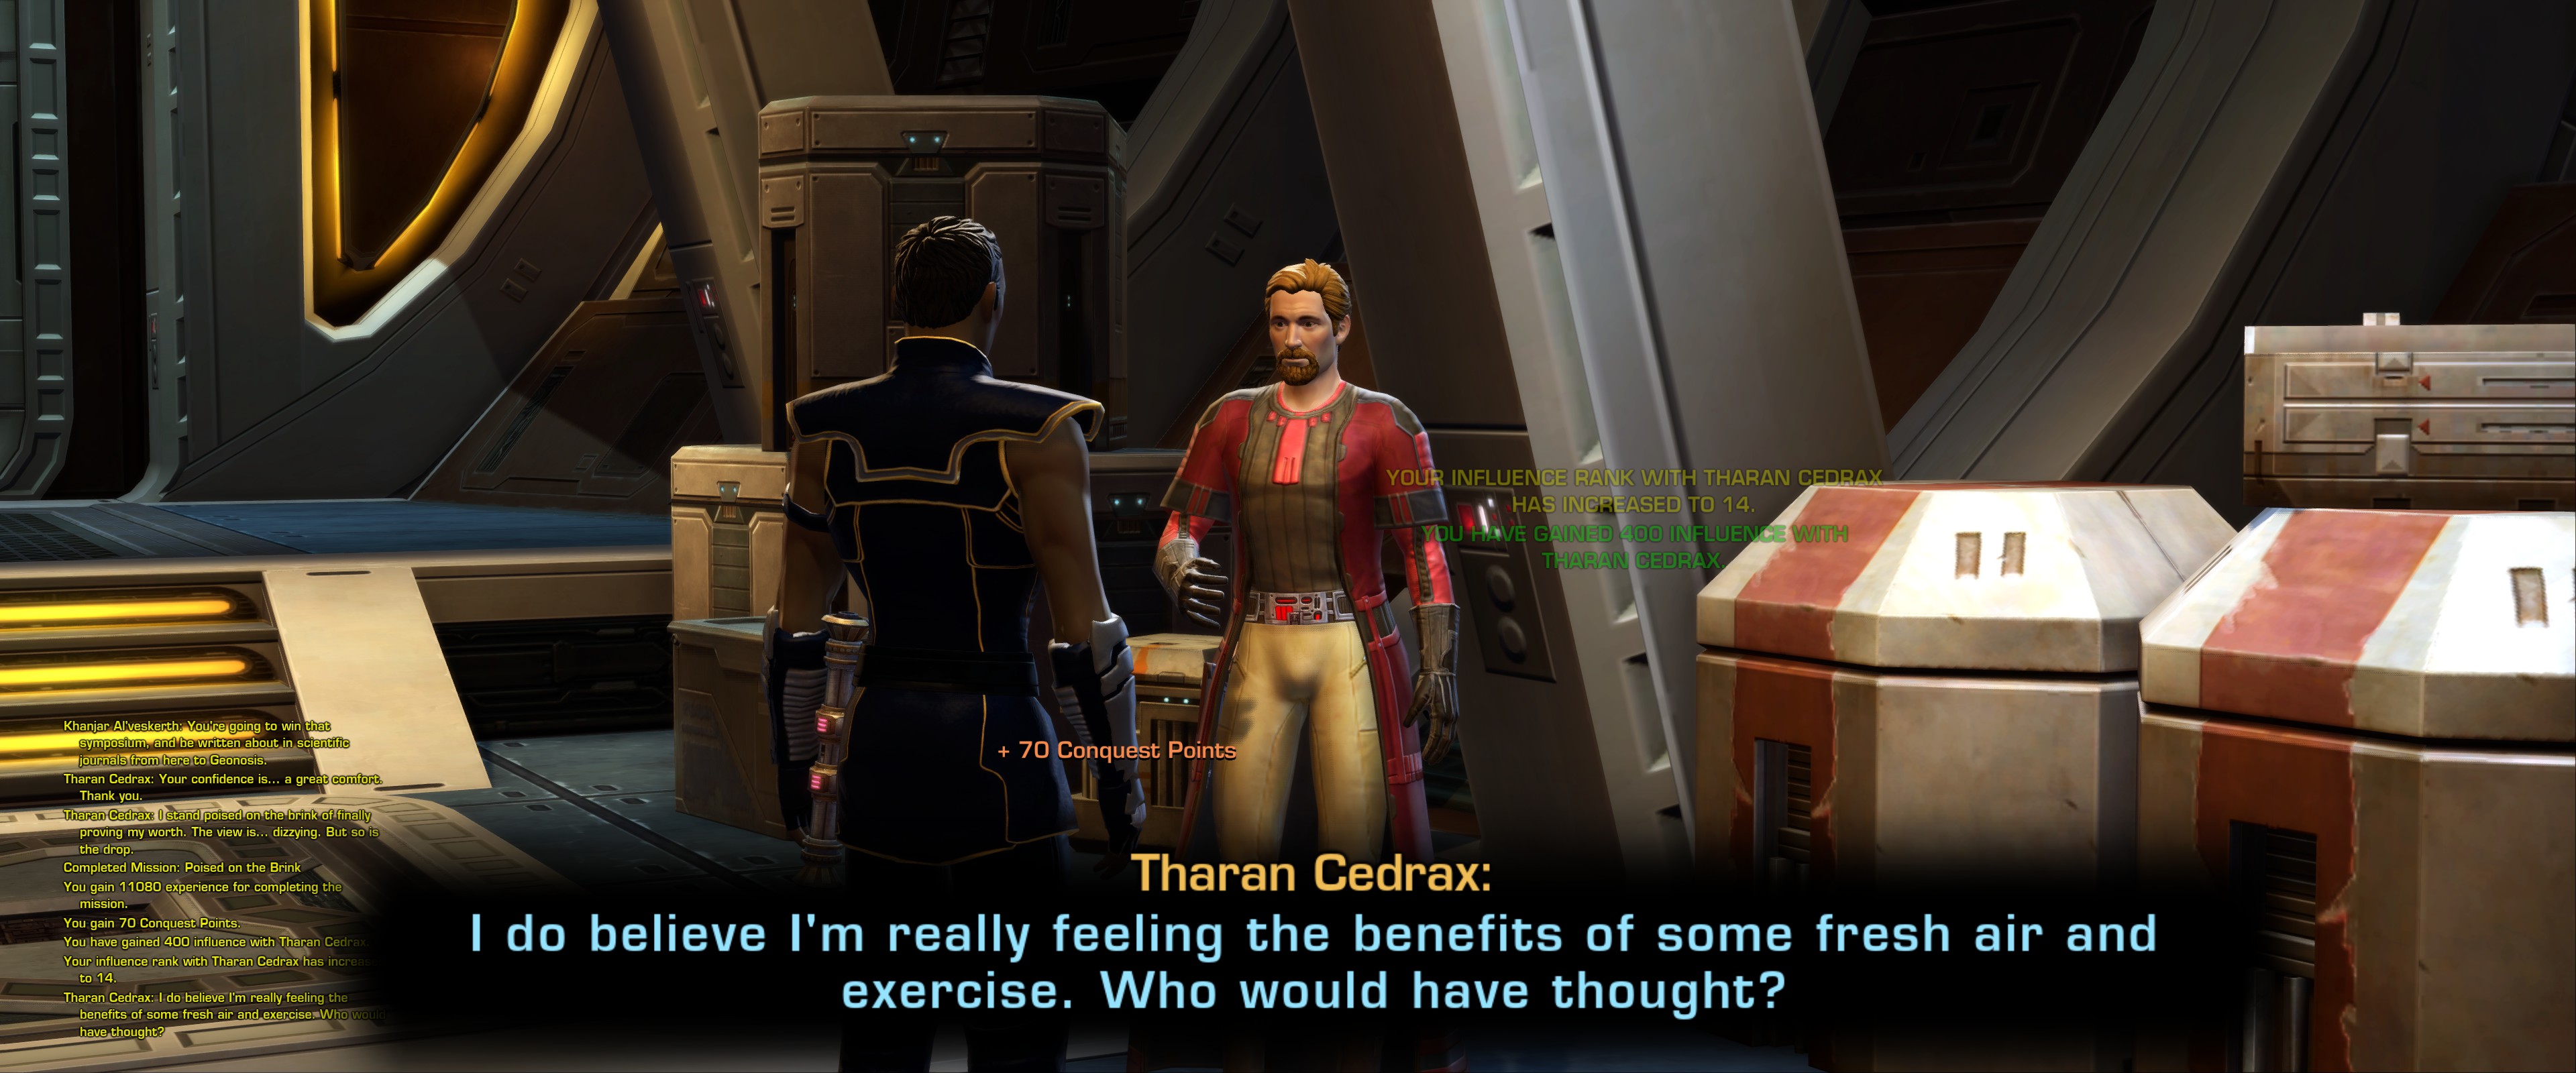 YOUR INFLUENCE RANK WITH THARAN CEDRAX
HAS INCREASED TO 14.
YOU HAVE GAINED 400 INFLUENCE WITH
THARAN CEDRAX.
+ 70 Conquest Points
Khanjar Al'veskerth: You're going to win that
symposium, and be written about in scientific
journals from here to Geonosis.
Tharan Cedrax: Your confidence is... a great comfort.
Thank you.
Tharan Cedrax: I stand poised on the brink of finally
proving my worth. The view is... dizzying. But so is
the drop.
Completed Mission: Poised on the Brink
You gain 11080 experience for completing the
mission.
You gain 70 Conquest Points.
You have gained 400 influence with Tharan Cedrax
Your influence rank with Tharan Cedrax has increas
to 14.
Tharan Cedrax: I do believe I'm really feeling the
benefits of some fresh air and exercise. Who would
have thought?
Tharan Cedrax:
I do believe I'm really feeling the benefits of some fresh air and
exercise. Who would have thought?